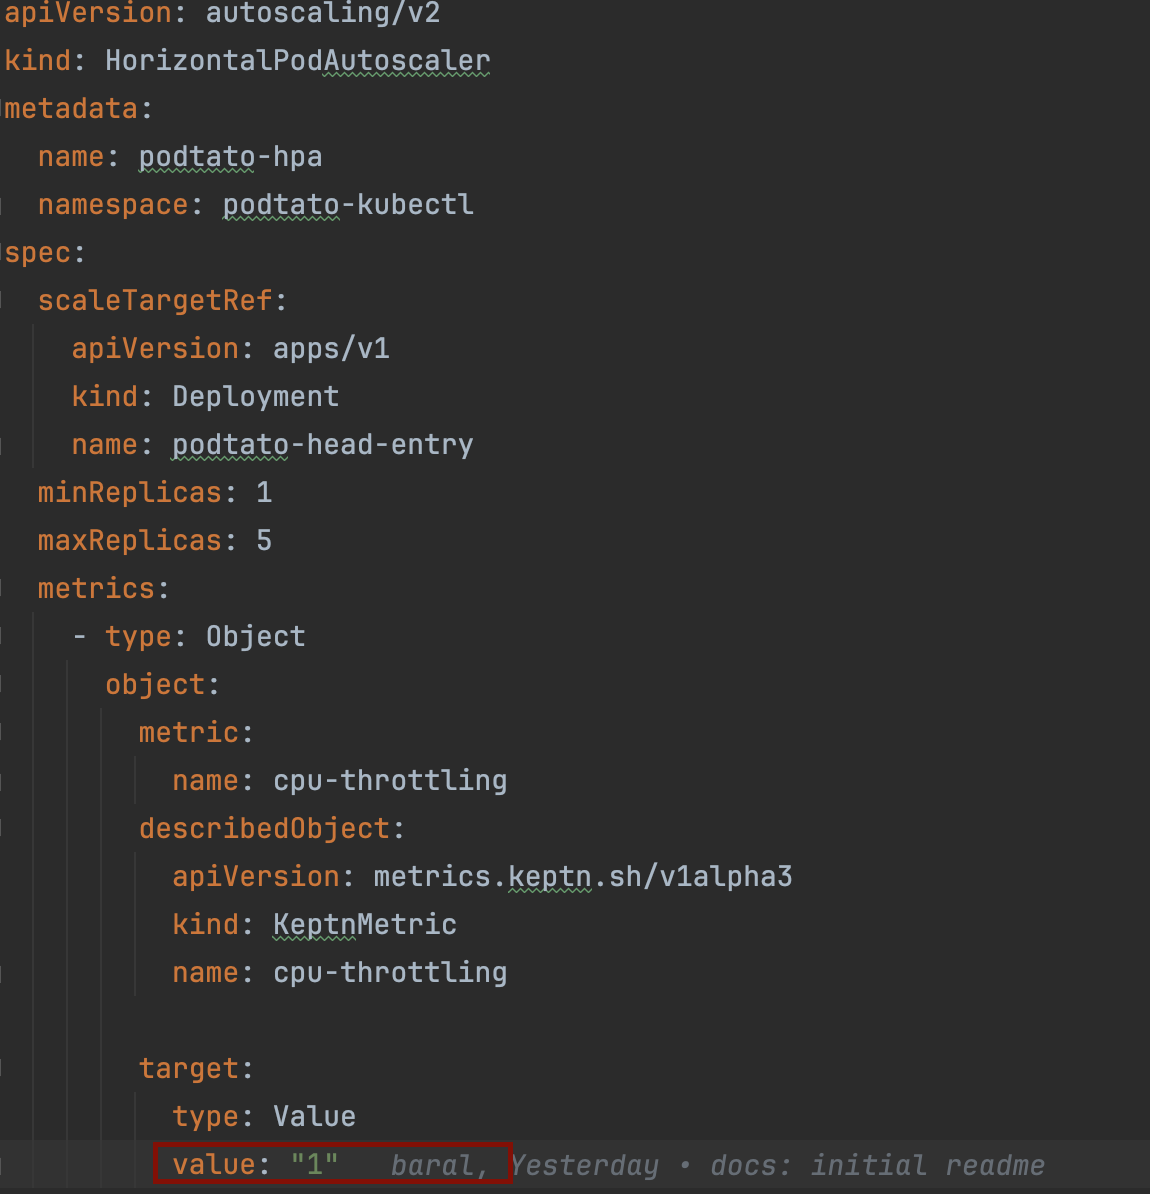 apiVersion: autoscaling/v2
kind: HorizontalPodAutoscaler
metadata:
  name: podtato-hpa
  namespace: podtato-kubectl
spec:
  scaleTargetRef:
    apiVersion: apps/v1
    kind: Deployment
    name: podtato-head-entry
  minReplicas: 1
  maxReplicas: 5
  metrics:
    - type: Object
      object:
        metric:
          name: cpu-throttling
        describedObject:
          apiVersion: metrics.keptn.sh/v1alpha3
          kind: KeptnMetric
          name: cpu-throttling
        target:
          type: Value
          value: "1" baral, Yesterday • docs: initial readme